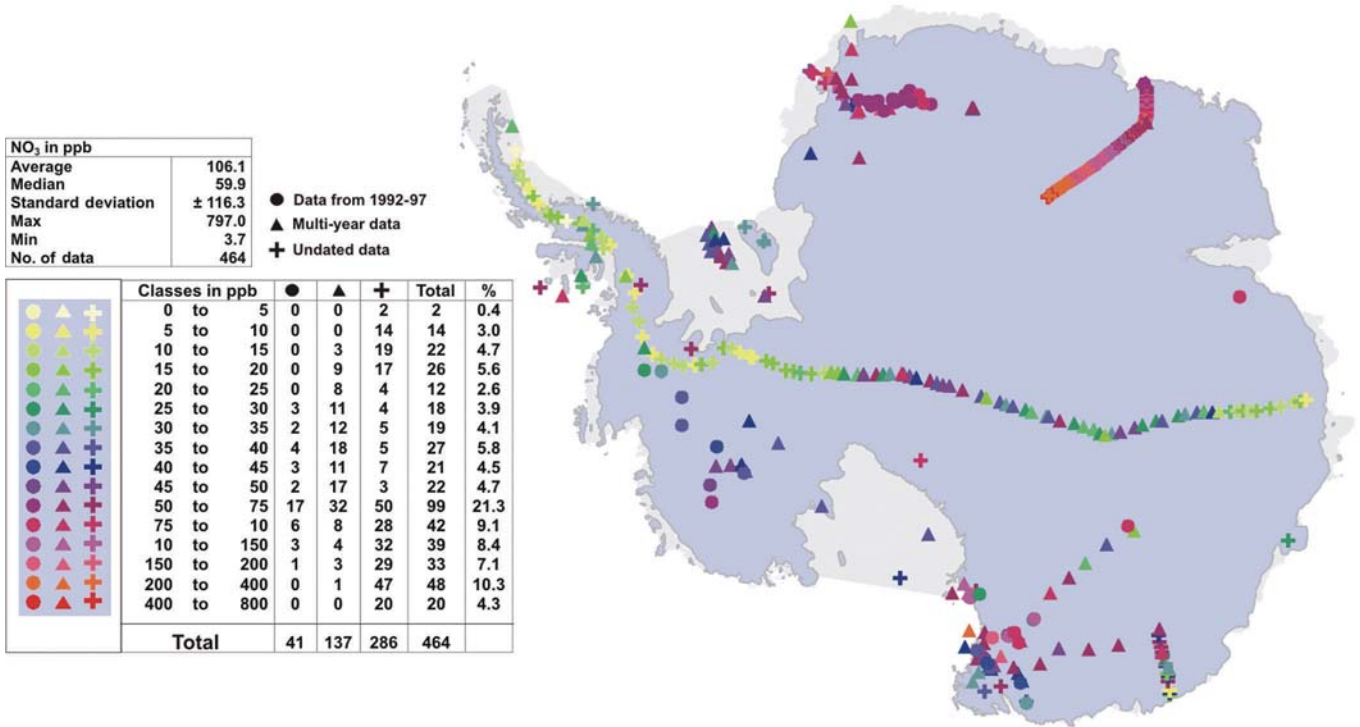 NO₃ in ppb
Average 106.1
Median 59.9
Standard deviation ± 116.3
Max 797.0
Min 3.7
No. of data 464
● Data from 1992-97
▲ Multi-year data
+ Undated data
Classes in ppb ● ▲ + Total %
0 to 5 0 0 2 2 0.4
5 to 10 0 0 14 14 3.0
10 to 15 0 3 19 22 4.7
15 to 20 0 9 17 26 5.6
20 to 25 0 8 4 12 2.6
25 to 30 3 11 4 18 3.9
30 to 35 2 12 5 19 4.1
35 to 40 4 18 5 27 5.8
40 to 45 3 11 7 21 4.5
45 to 50 2 17 3 22 4.7
50 to 75 17 32 50 99 21.3
75 to 10 6 8 28 42 9.1
10 to 150 3 4 32 39 8.4
150 to 200 1 3 29 33 7.1
200 to 400 0 1 47 48 10.3
400 to 800 0 0 20 20 4.3
Total 41 137 286 464